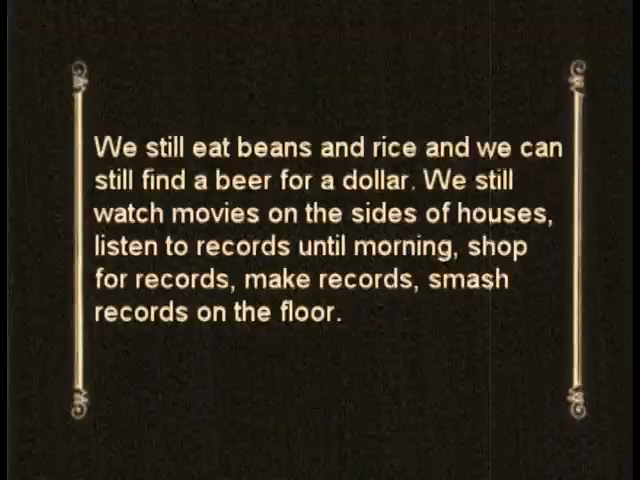 We still eat beans and rice and we can
still find a beer for a dollar. We still
watch movies on the sides of houses,
listen to records until morning, shop
for records, make records, smash
records on the floor.